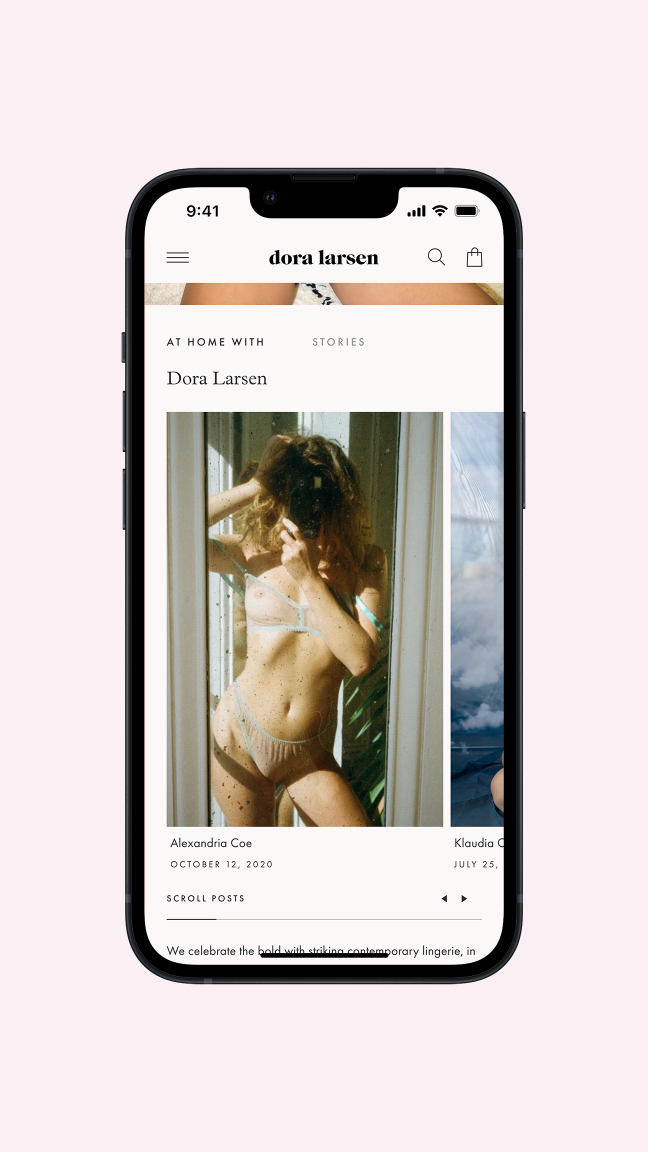 9:41
dora larsen
AT HOME WITH
STORIES
Dora Larsen
Alexandria Coe
Klaudia
OCTOBER 12, 2020
JULY 25,
SCROLL POSTS
We celebrate the bold with striking contemporary lingerie, in